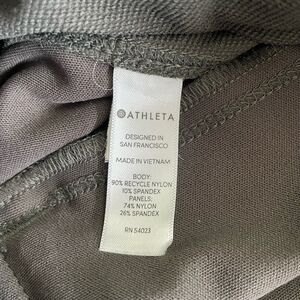 ATHLETA
DESIGNED IN
SAN FRANCISCO
MADE IN VIETNAM
BODY:
90% RECYCLE NYLON
10% SPANDEX
PANELS:
74% NYLON
26% SPANDEX
RN 54023